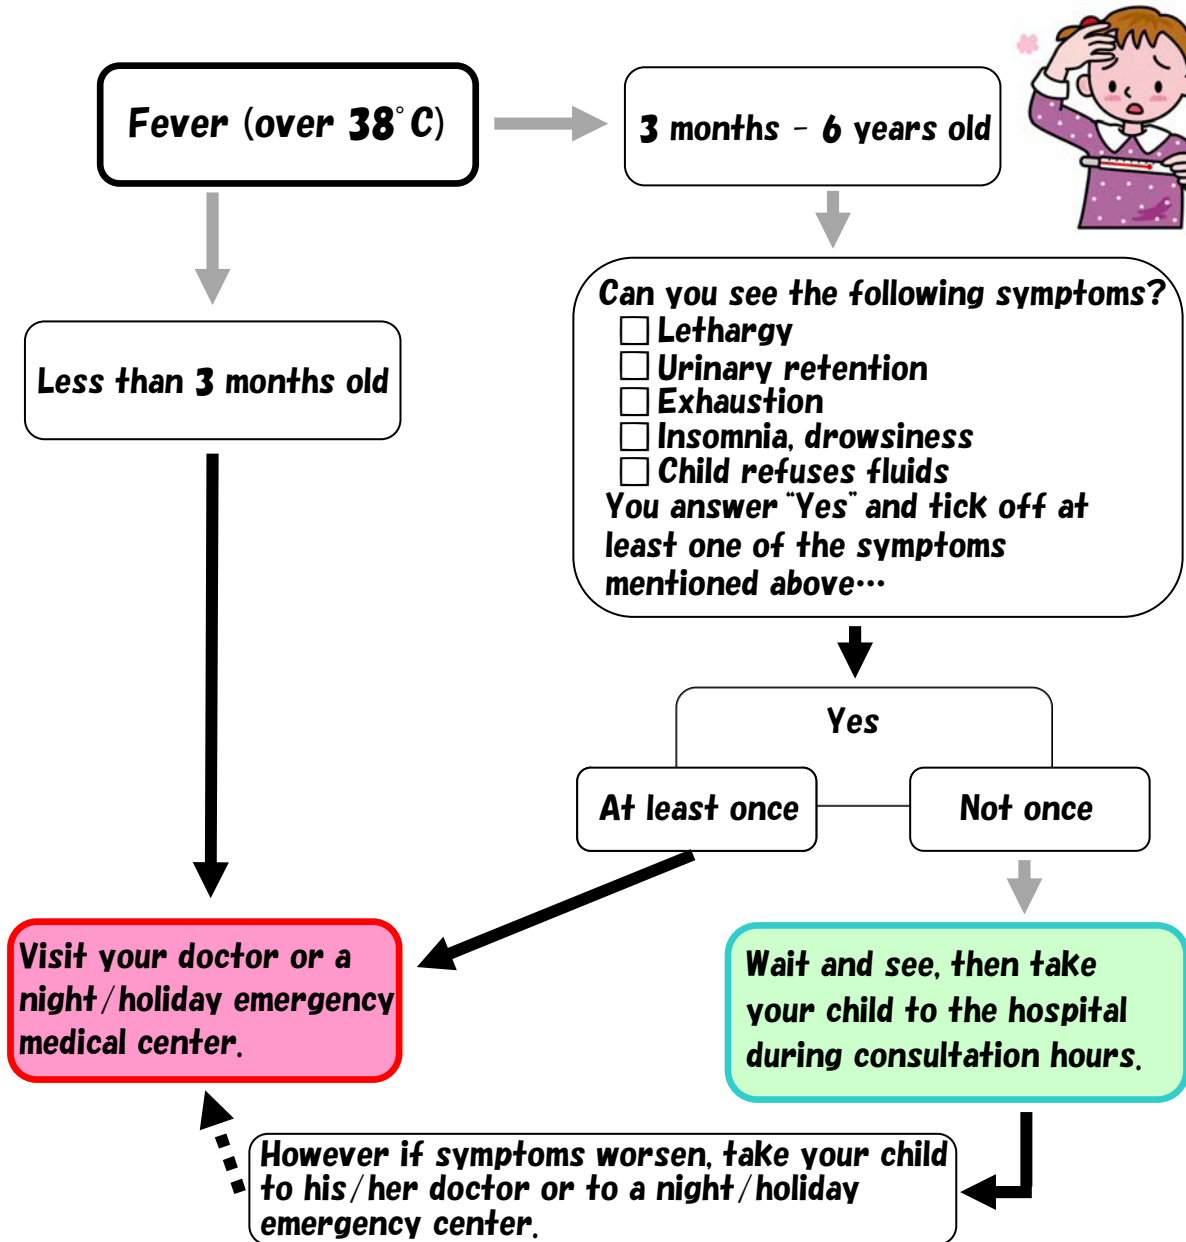 Fever (over 38°C)
3 months - 6 years old
Less than 3 months old
Can you see the following symptoms?
□ Lethargy
□ Urinary retention
□ Exhaustion
□ Insomnia, drowsiness
□ Child refuses fluids
You answer "Yes" and tick off at
least one of the symptoms
mentioned above…
Yes
At least once
Not once
Visit your doctor or a
night/holiday emergency
medical center.
Wait and see, then take
your child to the hospital
during consultation hours.
However if symptoms worsen, take your child
to his/her doctor or to a night/holiday
emergency center.